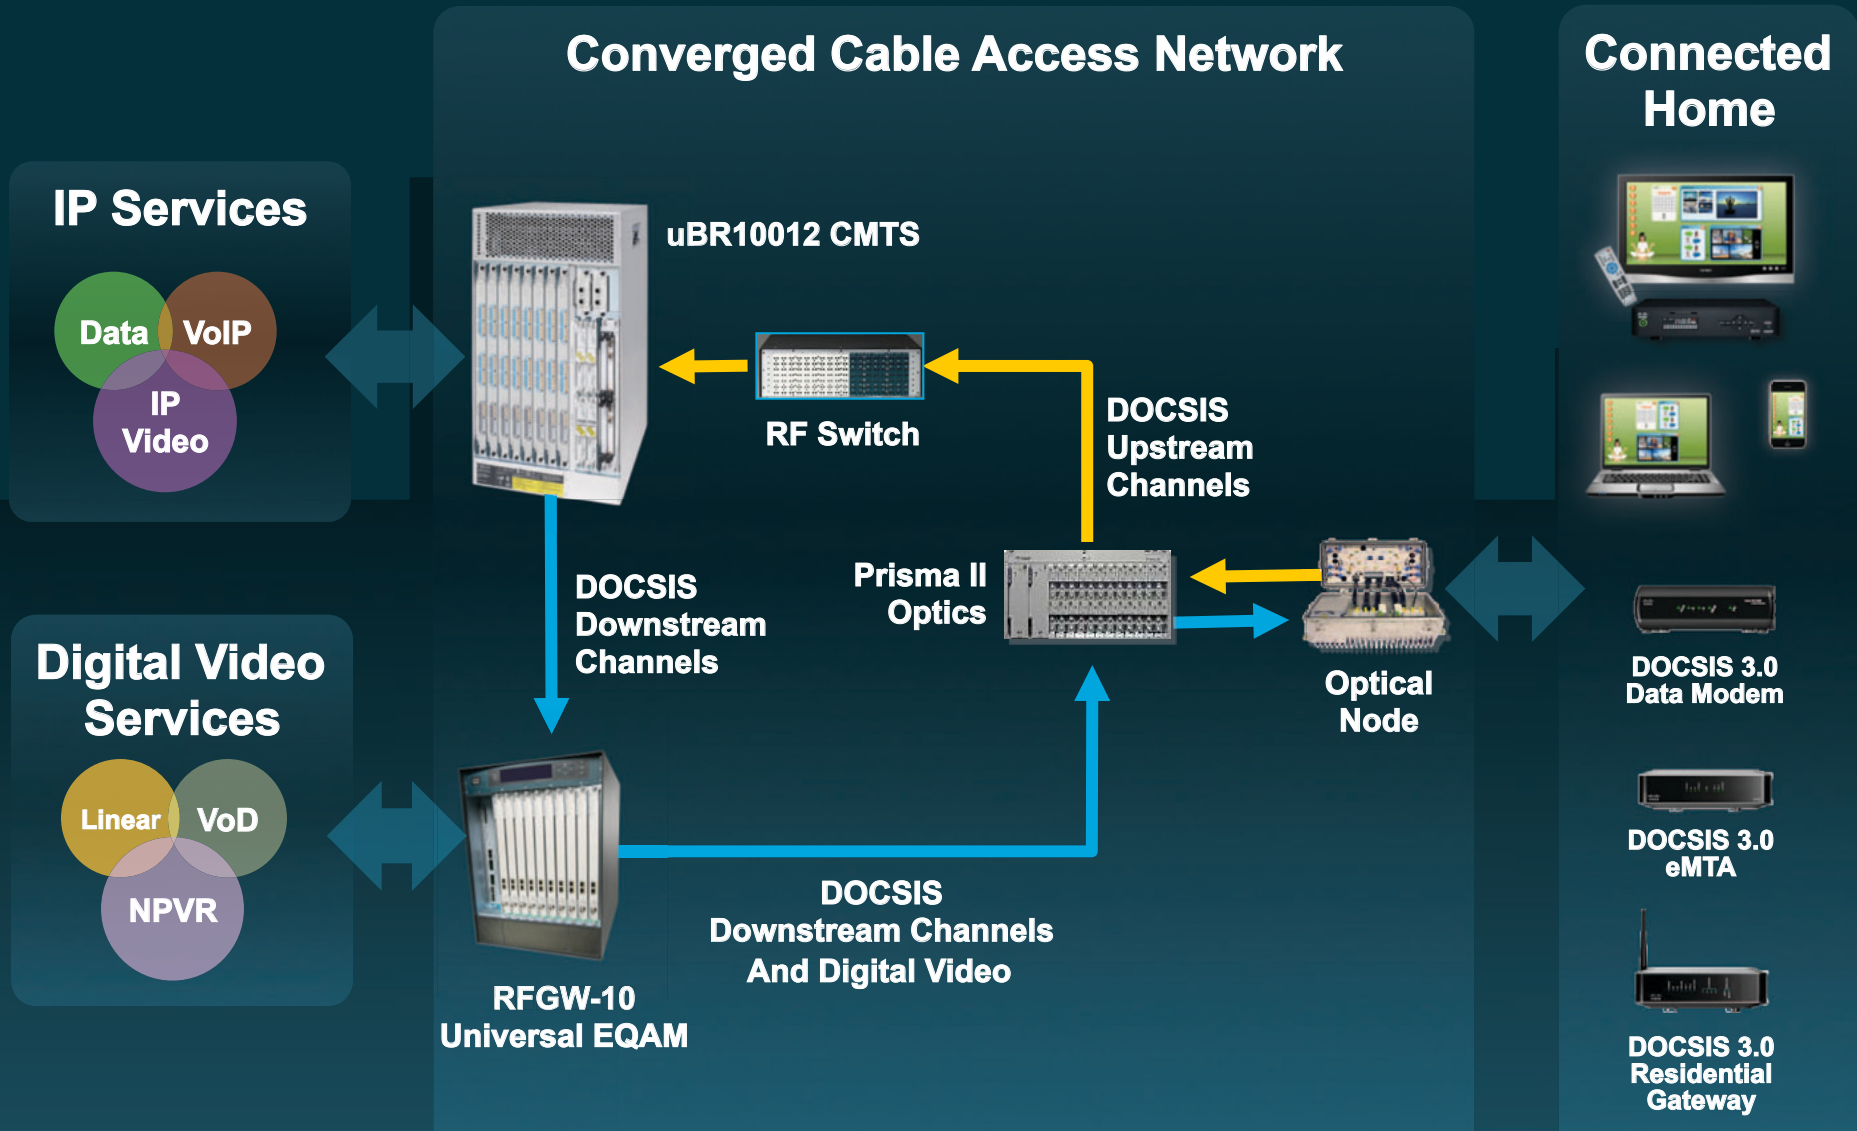 Converged Cable Access Network
Connected
Home
IP Services
Data
VoIP
IP
Video
uBR10012 CMTS
RF Switch
DOCSIS
Upstream
Channels
DOCSIS
Downstream
Channels
Prisma II
Optics
Optical
Node
Digital Video
Services
Linear
VoD
NPVR
RFGW-10
Universal EQAM
DOCSIS
Downstream Channels
And Digital Video
DOCSIS 3.0
Data Modem
DOCSIS 3.0
eMTA
DOCSIS 3.0
Residential
Gateway